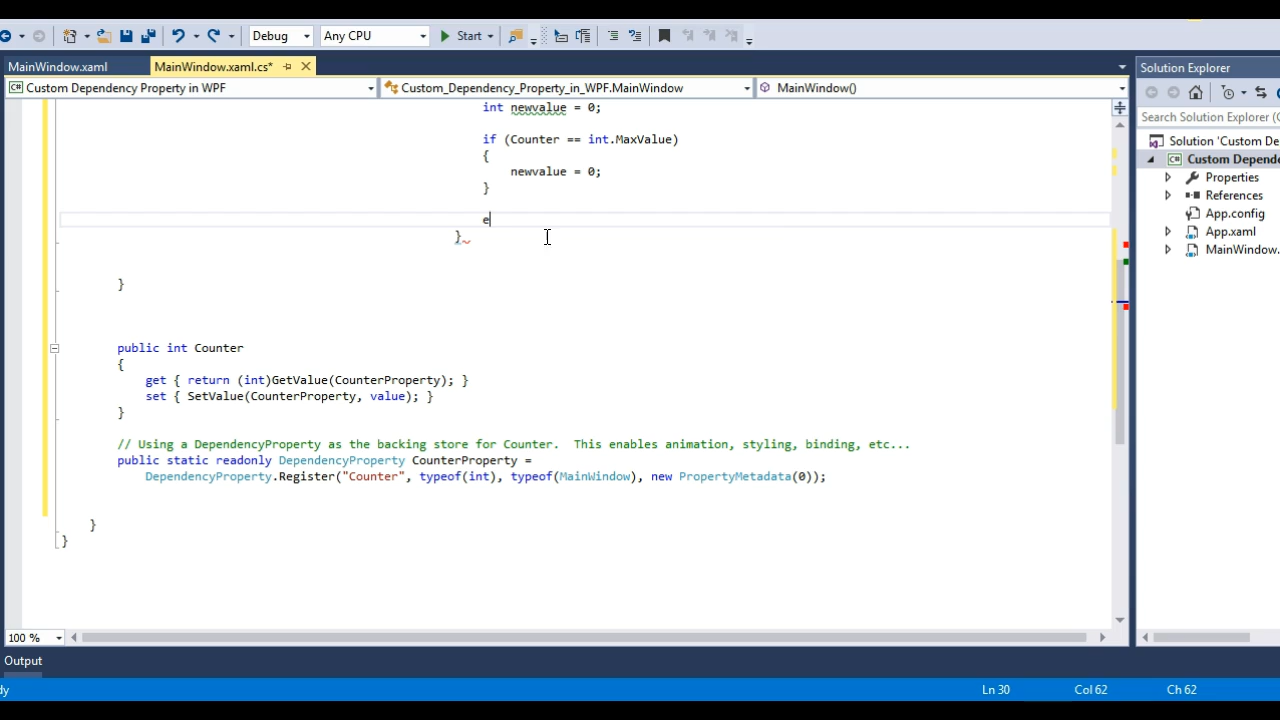 Debug Any CPU Start
MainWindow.xaml MainWindow.xaml.cs*
Custom Dependency Property in WPF Custom_Dependency_Property_in_WPF.MainWindow MainWindow()
int newvalue = 0;
if (Counter == int.MaxValue)
{
newvalue = 0;
}
e
}
}
public int Counter
{
get { return (int)GetValue(CounterProperty); }
set { SetValue(CounterProperty, value); }
}
// Using a DependencyProperty as the backing store for Counter.  This enables animation, styling, binding, etc...
public static readonly DependencyProperty CounterProperty =
DependencyProperty.Register("Counter", typeof(int), typeof(MainWindow), new PropertyMetadata(0));
}
}
100 %
Output
dy Ln 30 Col 62 Ch 62
Solution Explorer
Search Solution Explorer (C
Solution 'Custom De
C# Custom Depende
Properties
References
App.config
App.xaml
MainWindow.